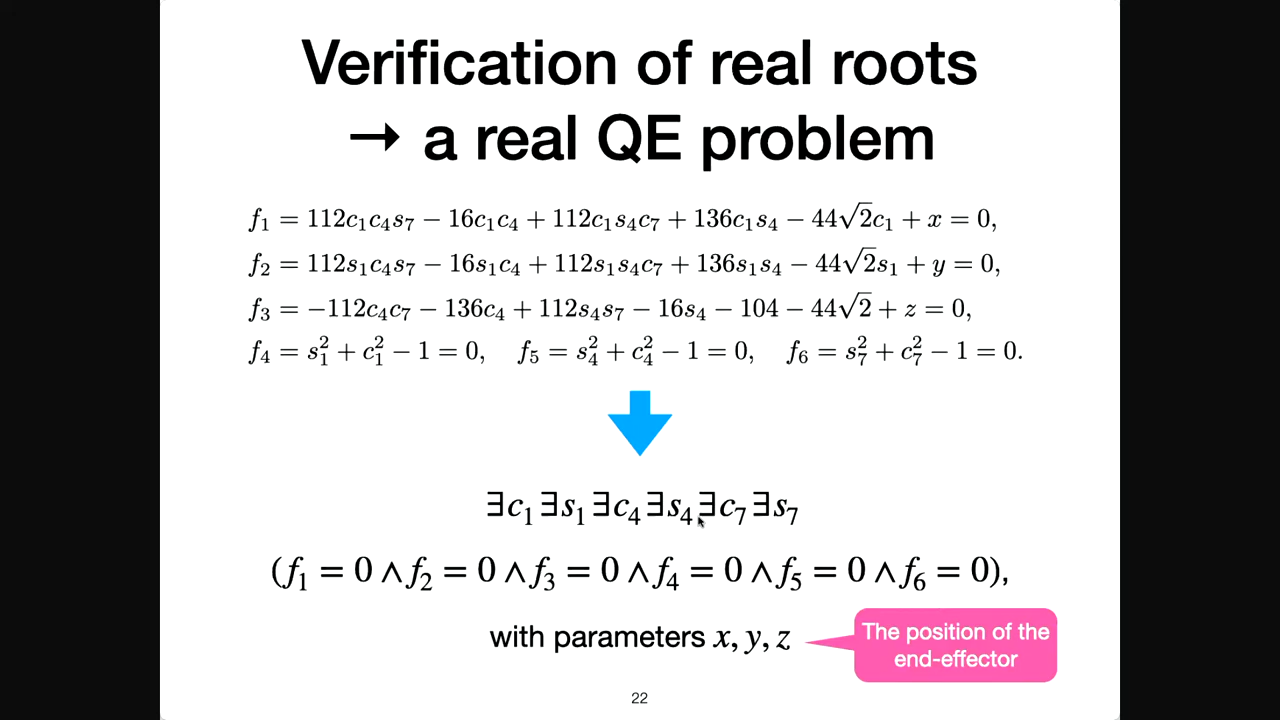 Verification of real roots
→ a real QE problem
f₁ = 112c₁c₄s₇ − 16c₁c₄ + 112c₁s₄c₇ + 136c₁s₄ − 44√2c₁ + x = 0,
f₂ = 112s₁c₄s₇ − 16s₁c₄ + 112s₁s₄c₇ + 136s₁s₄ − 44√2s₁ + y = 0,
f₃ = −112c₄c₇ − 136c₄ + 112s₄s₇ − 16s₄ − 104 − 44√2 + z = 0,
f₄ = s₁² + c₁² − 1 = 0, f₅ = s₄² + c₄² − 1 = 0, f₆ = s₇² + c₇² − 1 = 0.
∃c₁∃s₁∃c₄∃s₄∃c₇∃s₇
(f₁ = 0 ∧ f₂ = 0 ∧ f₃ = 0 ∧ f₄ = 0 ∧ f₅ = 0 ∧ f₆ = 0),
with parameters x, y, z
The position of the
end-effector
22